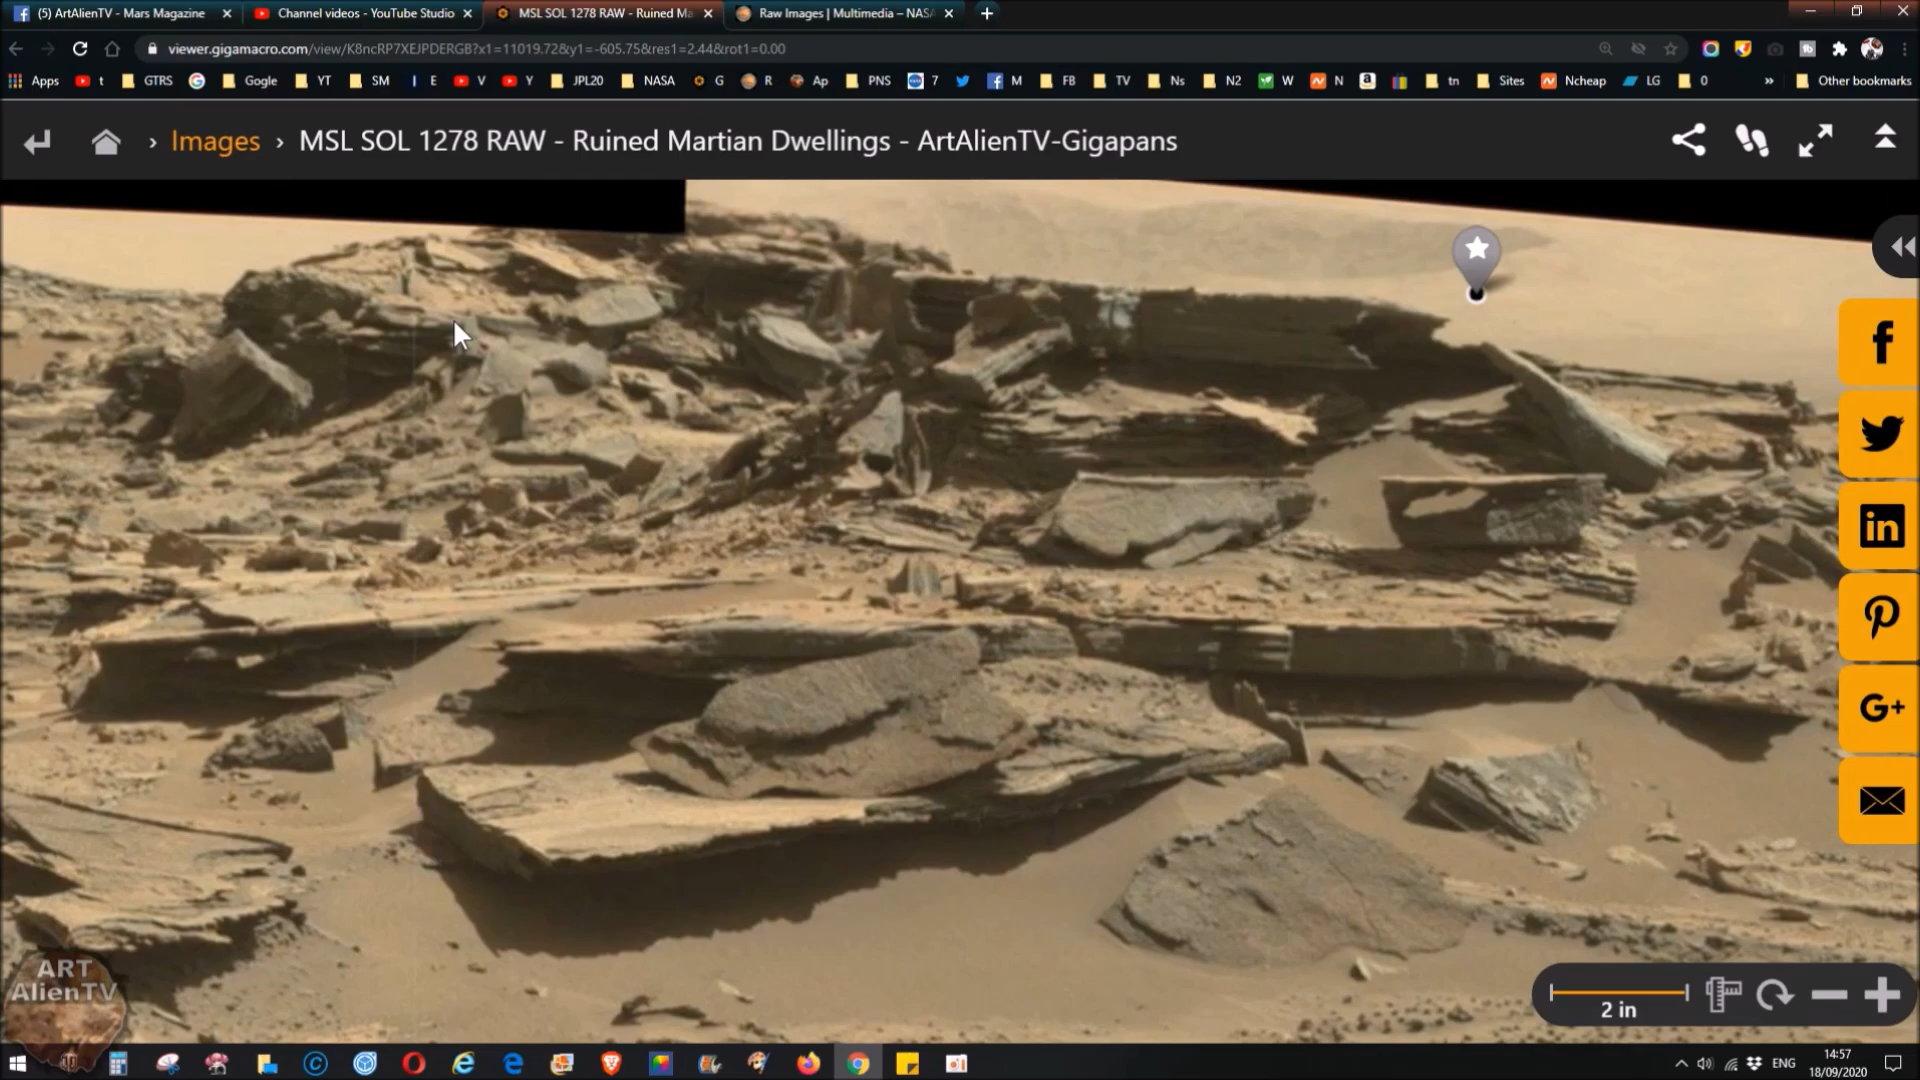 (5) ArtAlienTV - Mars Magazine
Channel videos - YouTube Studio
MSL SOL 1278 RAW - Ruined Ma
Raw Images | Multimedia – NASA
viewer.gigamacro.com/view/K8ncRP7XEJPDERGB?x1=11019.72&y1=-605.75&res1=2.44&rot1=0.00
Apps t GTRS Gogle YT SM E V Y JPL20 NASA G R Ap PNS 7 M FB TV Ns N2 W N tn Sites Ncheap LG 0 » Other bookmarks
› Images › MSL SOL 1278 RAW - Ruined Martian Dwellings - ArtAlienTV-Gigapans
f
in
G+
ART
AlienTV
2 in
ENG
14:57
18/09/2020